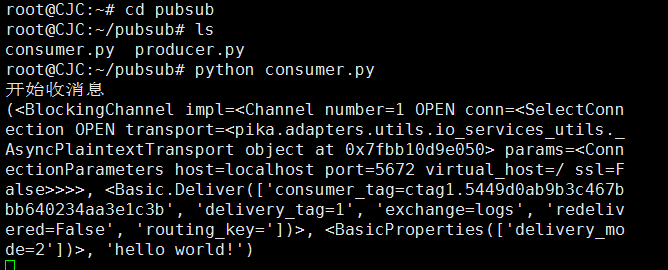 root@CJC:~# cd pubsub
root@CJC:~/pubsub# ls
consumer.py  producer.py
root@CJC:~/pubsub# python consumer.py
开始收消息
(<BlockingChannel impl=<Channel number=1 OPEN conn=<SelectConn
ection OPEN transport=<pika.adapters.utils.io_services_utils._
AsyncPlaintextTransport object at 0x7fbb10d9e050> params=<Conn
ectionParameters host=localhost port=5672 virtual_host=/ ssl=F
alse>>>>, <Basic.Deliver(['consumer_tag=ctag1.5449d0ab9b3c467b
bb640234aa3e1c3b', 'delivery_tag=1', 'exchange=logs', 'redeliv
ered=False', 'routing_key='])>, <BasicProperties(['delivery_mo
de=2'])>, 'hello world!')